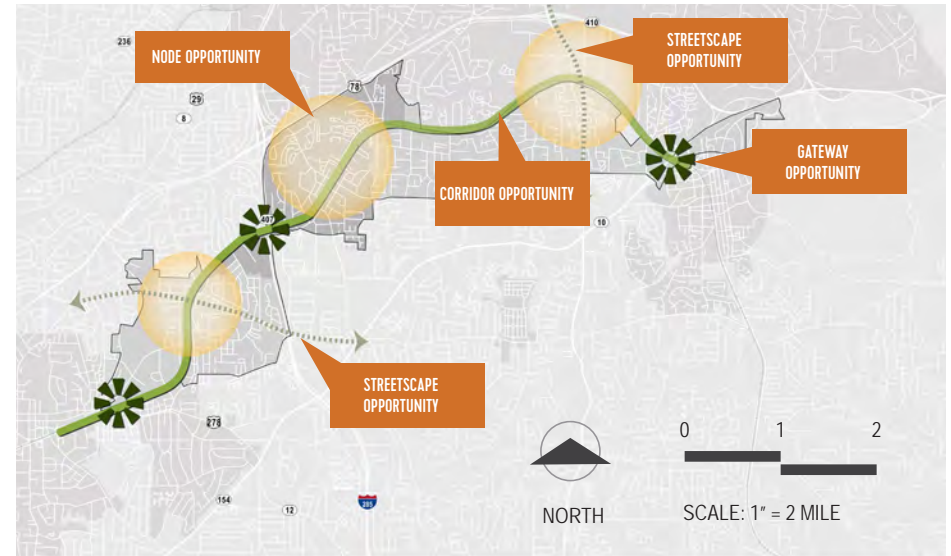 410
STREETSCAPE
OPPORTUNITY
236
NODE OPPORTUNITY
78
29
8
GATEWAY
OPPORTUNITY
CORRIDOR OPPORTUNITY
407
10
STREETSCAPE
OPPORTUNITY
278
0 1 2
154
12
285
NORTH
SCALE: 1" = 2 MILE